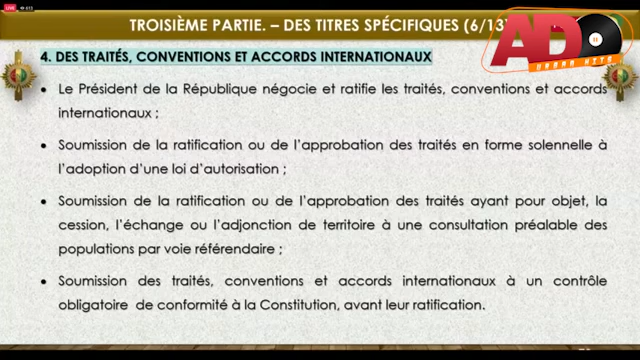 LIVE 613
TROISIÈME PARTIE. – DES TITRES SPÉCIFIQUES (6/13)
ADO
URBAN HITS
4. DES TRAITÉS, CONVENTIONS ET ACCORDS INTERNATIONAUX
• Le Président de la République négocie et ratifie les traités, conventions et accords
internationaux ;
• Soumission de la ratification ou de l'approbation des traités en forme solennelle à
l'adoption d'une loi d'autorisation ;
• Soumission de la ratification ou de l'approbation des traités ayant pour objet, la
cession, l'échange ou l'adjonction de territoire à une consultation préalable des
populations par voie référendaire ;
• Soumission des traités, conventions et accords internationaux à un contrôle
obligatoire de conformité à la Constitution, avant leur ratification.